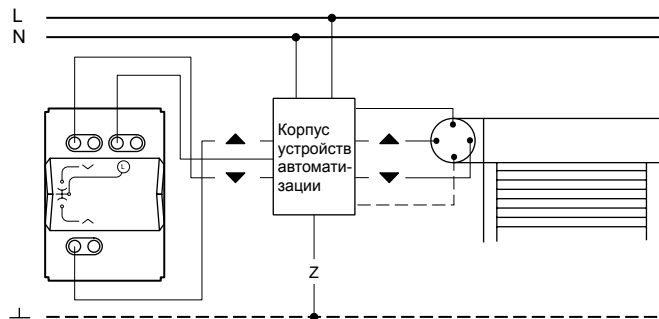 L
N
Корпус
устройств
автомати-
зации
L
Z